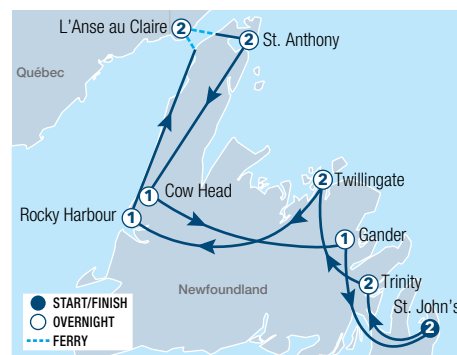 L'Anse au Claire
2
2
St. Anthony
Québec
1
Cow Head
Rocky Harbour
1
2
Twillingate
1
Gander
Newfoundland
2
Trinity
St. John's
2
START/FINISH
OVERNIGHT
FERRY